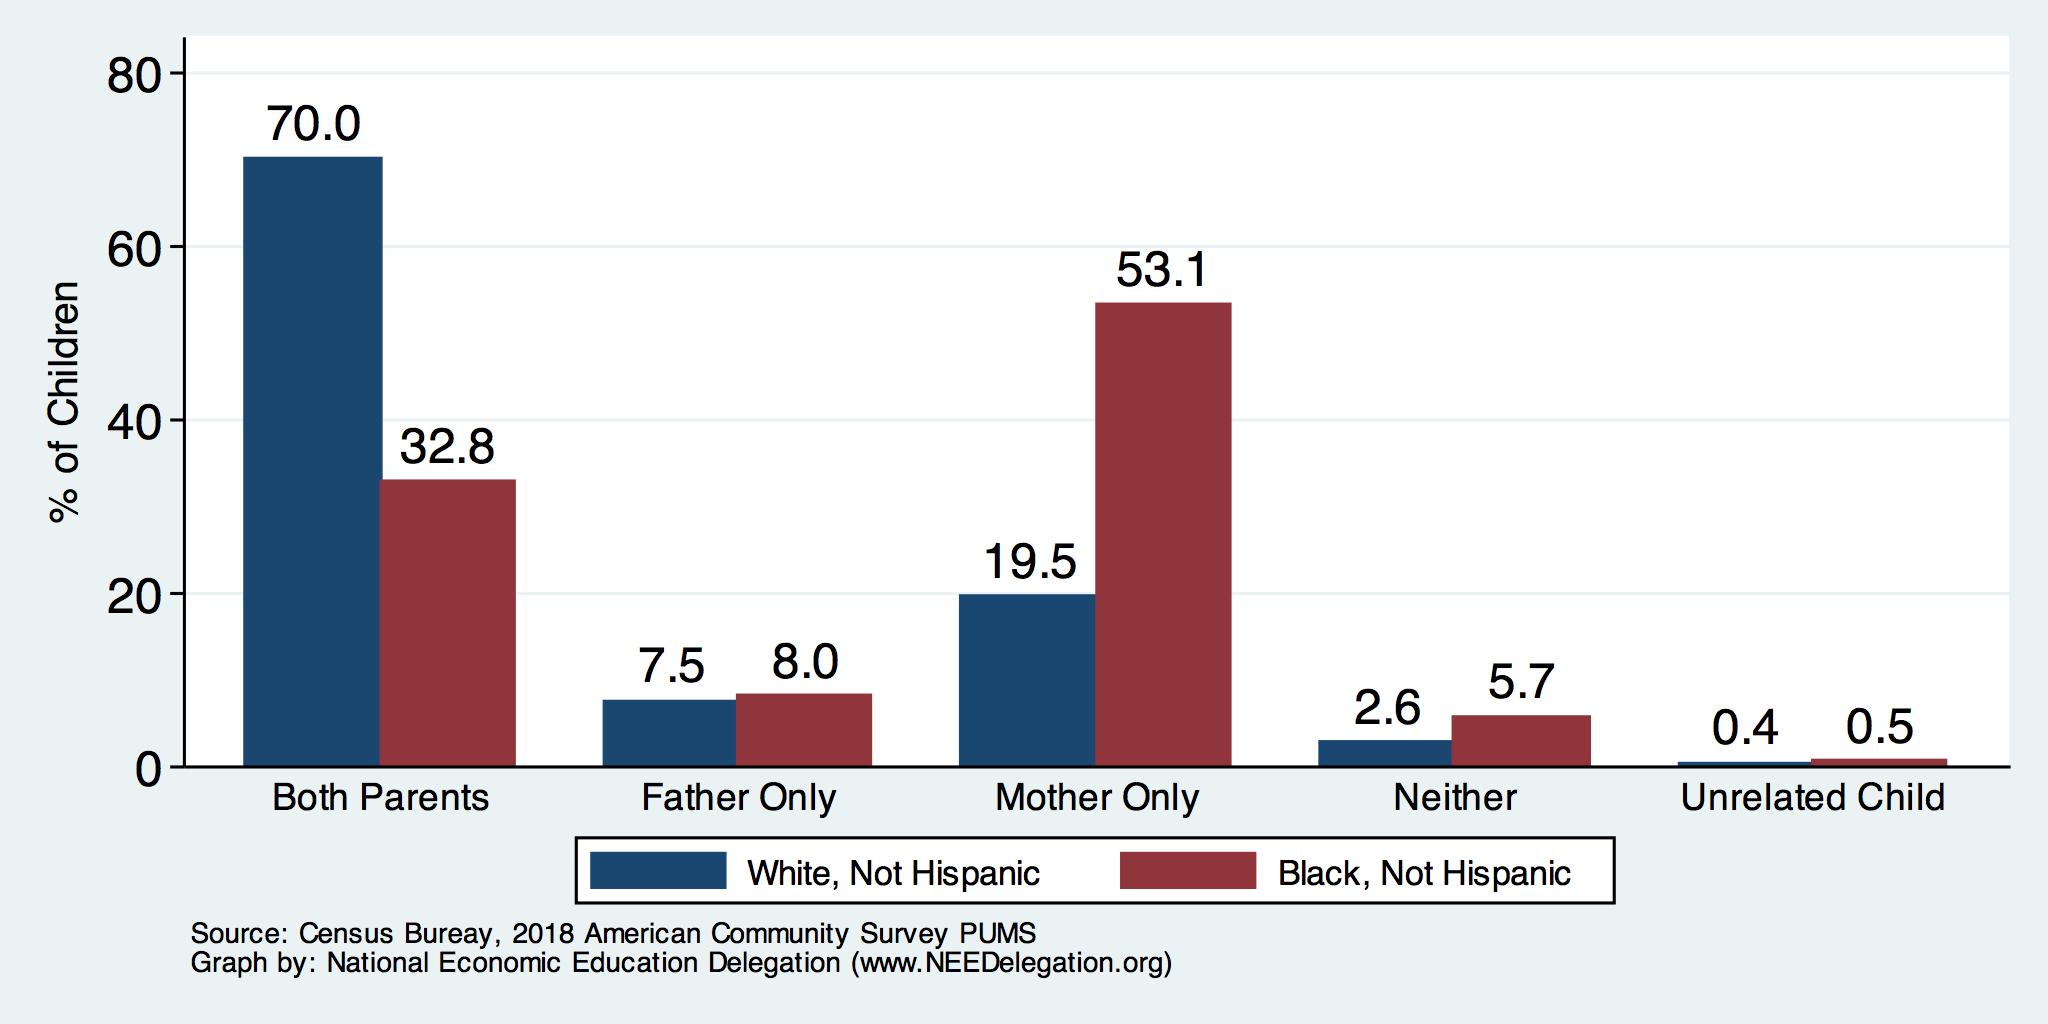 80
60
40
20
0
% of Children
70.0
32.8
7.5
8.0
19.5
53.1
2.6
5.7
0.4
0.5
Both Parents
Father Only
Mother Only
Neither
Unrelated Child
White, Not Hispanic
Black, Not Hispanic
Source: Census Bureay, 2018 American Community Survey PUMS
Graph by: National Economic Education Delegation (www.NEEDelegation.org)